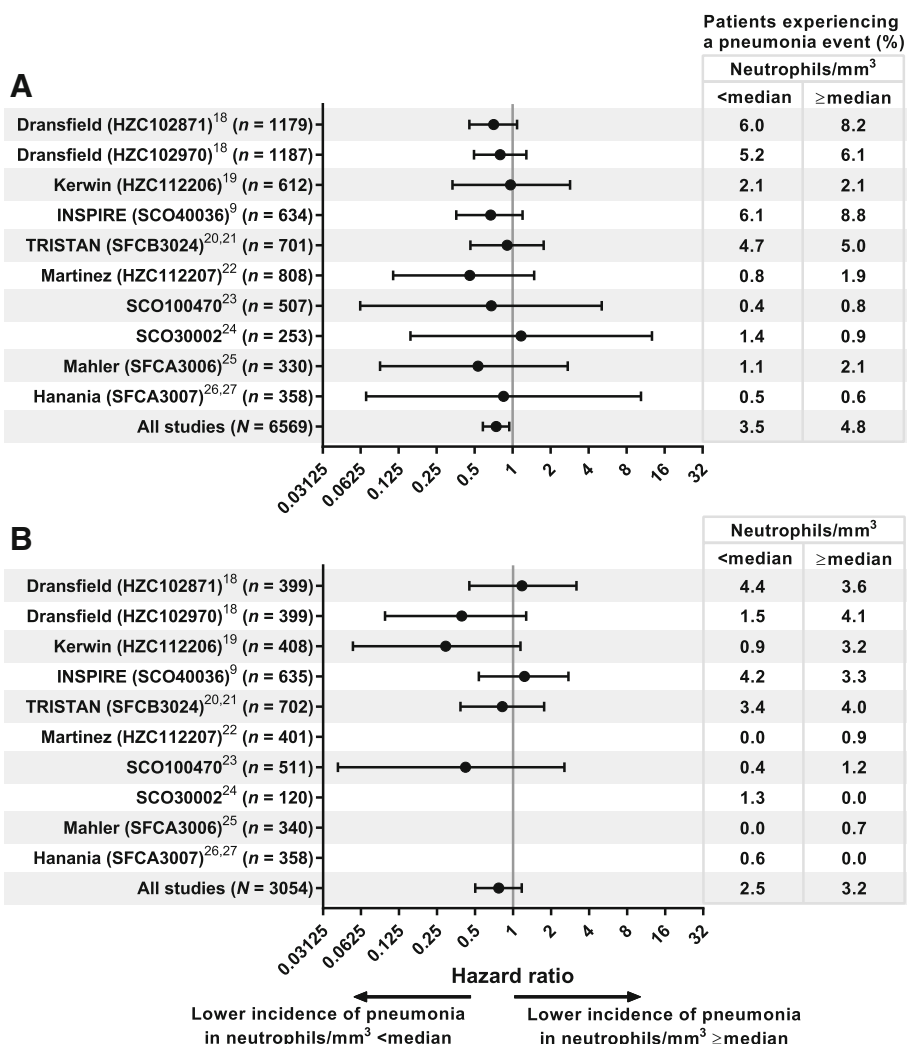 Patients experiencing
a pneumonia event (%)
Neutrophils/mm³
A
<median ≥median
Dransfield (HZC102871)¹⁸ (n = 1179) 6.0 8.2
Dransfield (HZC102970)¹⁸ (n = 1187) 5.2 6.1
Kerwin (HZC112206)¹⁹ (n = 612) 2.1 2.1
INSPIRE (SCO40036)⁹ (n = 634) 6.1 8.8
TRISTAN (SFCB3024)²⁰,²¹ (n = 701) 4.7 5.0
Martinez (HZC112207)²² (n = 808) 0.8 1.9
SCO100470²³ (n = 507) 0.4 0.8
SCO30002²⁴ (n = 253) 1.4 0.9
Mahler (SFCA3006)²⁵ (n = 330) 1.1 2.1
Hanania (SFCA3007)²⁶,²⁷ (n = 358) 0.5 0.6
All studies (N = 6569) 3.5 4.8
0.03125 0.0625 0.125 0.25 0.5 1 2 4 8 16 32
B
Neutrophils/mm³
<median ≥median
Dransfield (HZC102871)¹⁸ (n = 399) 4.4 3.6
Dransfield (HZC102970)¹⁸ (n = 399) 1.5 4.1
Kerwin (HZC112206)¹⁹ (n = 408) 0.9 3.2
INSPIRE (SCO40036)⁹ (n = 635) 4.2 3.3
TRISTAN (SFCB3024)²⁰,²¹ (n = 702) 3.4 4.0
Martinez (HZC112207)²² (n = 401) 0.0 0.9
SCO100470²³ (n = 511) 0.4 1.2
SCO30002²⁴ (n = 120) 1.3 0.0
Mahler (SFCA3006)²⁵ (n = 340) 0.0 0.7
Hanania (SFCA3007)²⁶,²⁷ (n = 358) 0.6 0.0
All studies (N = 3054) 2.5 3.2
0.03125 0.0625 0.125 0.25 0.5 1 2 4 8 16 32
Hazard ratio
Lower incidence of pneumonia
in neutrophils/mm³ <median
Lower incidence of pneumonia
in neutrophils/mm³ ≥median